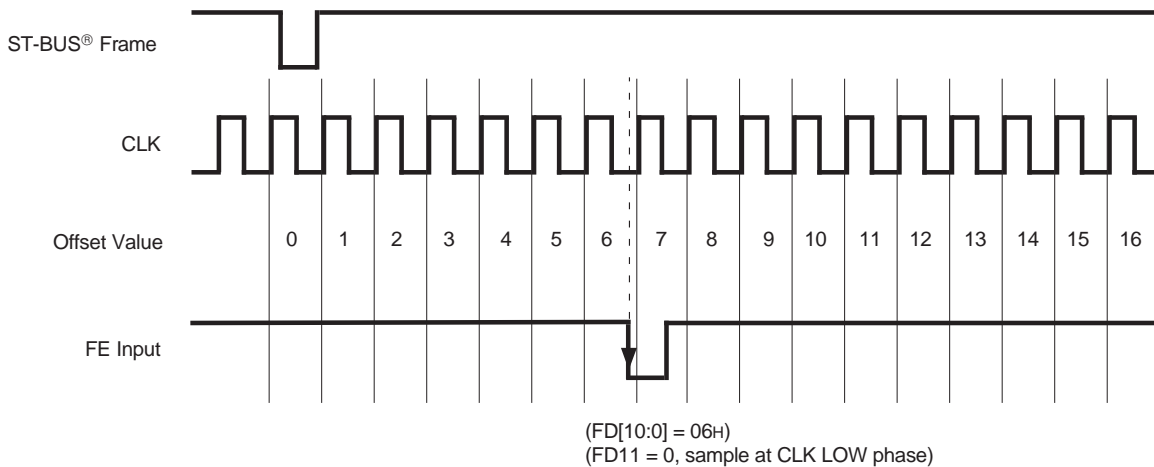 ST-BUS® Frame
CLK
Offset Value
0 1 2 3 4 5 6 7 8 9 10 11 12 13 14 15 16
FE Input
(FD[10:0] = 06H)
(FD11 = 0, sample at CLK LOW phase)